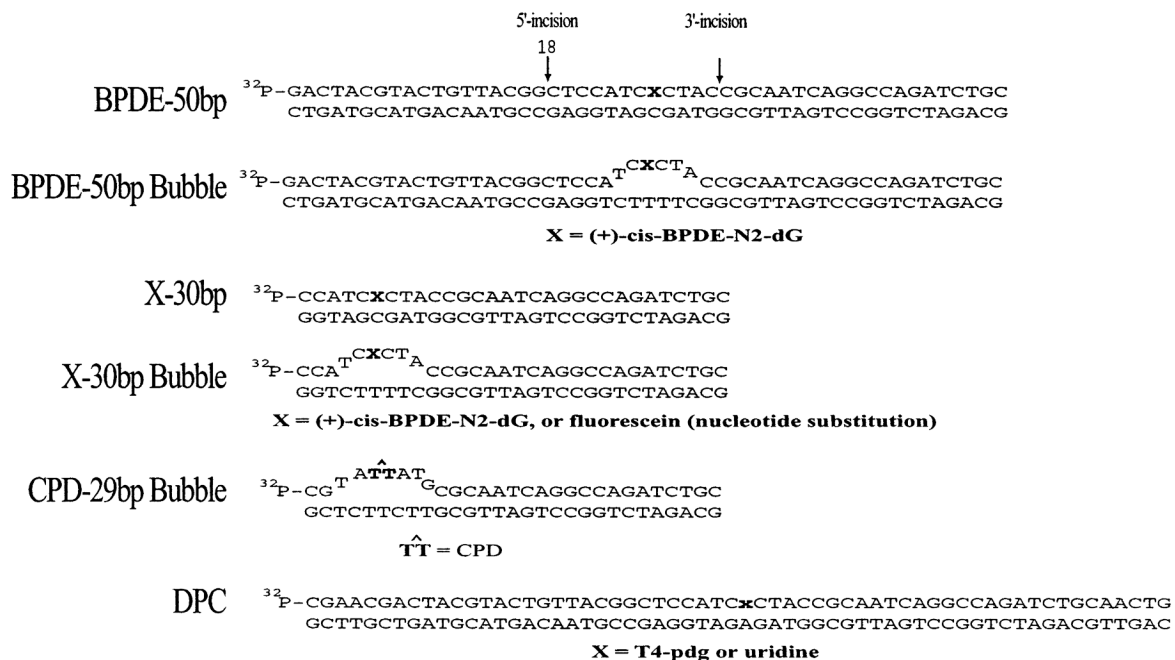 5'-incision 3'-incision
18
BPDE-50bp 32P-GACTACGTACTGTTACGGCTCCATCXCTACCGCAATCAGGCCAGATCTGC
CTGATGCATGACAATGCCGAGGTAGCGATGGCGTTAGTCCGGTCTAGACG
BPDE-50bp Bubble 32P-GACTACGTACTGTTACGGCTCCATCXCTACCGCAATCAGGCCAGATCTGC
CTGATGCATGACAATGCCGAGGTCTTTTCGGCGTTAGTCCGGTCTAGACG
X = (+)-cis-BPDE-N2-dG
X-30bp 32P-CCATCXCTACCGCAATCAGGCCAGATCTGC
GGTAGCGATGGCGTTAGTCCGGTCTAGACG
X-30bp Bubble 32P-CCATCXCTACCGCAATCAGGCCAGATCTGC
GGTCTTTTCGGCGTTAGTCCGGTCTAGACG
X = (+)-cis-BPDE-N2-dG, or fluorescein (nucleotide substitution)
CPD-29bp Bubble 32P-CGTATTATGCGCAATCAGGCCAGATCTGC
GCTCTTCTTGCGTTAGTCCGGTCTAGACG
TT = CPD
DPC 32P-CGAACGACTACGTACTGTTACGGCTCCATCXCTACCGCAATCAGGCCAGATCTGCAACTG
GCTTGCTGATGCATGACAATGCCGAGGTAGAGATGGCGTTAGTCCGGTCTAGACGTTGAC
X = T4-pdg or uridine